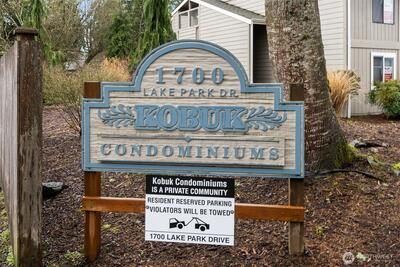 1700
LAKE PARK DR.
KOBUK
CONDOMINIUMS
Kobuk Condominiums
IS A PRIVATE COMMUNITY
RESIDENT RESERVED PARKING
"VIOLATORS WILL BE TOWED"
1700 LAKE PARK DRIVE